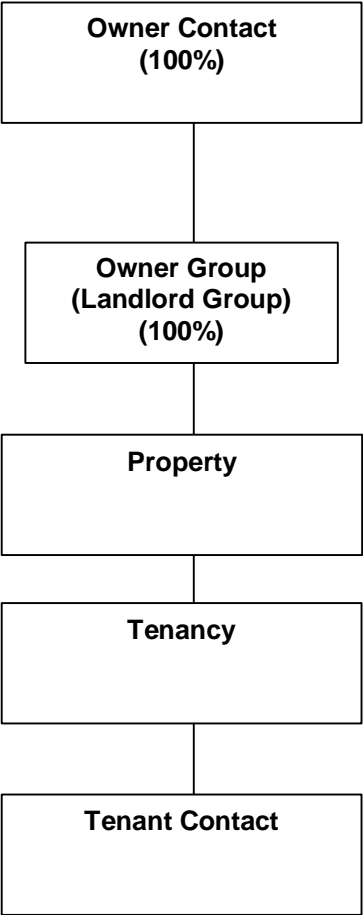 Owner Contact
(100%)
Owner Group
(Landlord Group)
(100%)
Property
Tenancy
Tenant Contact